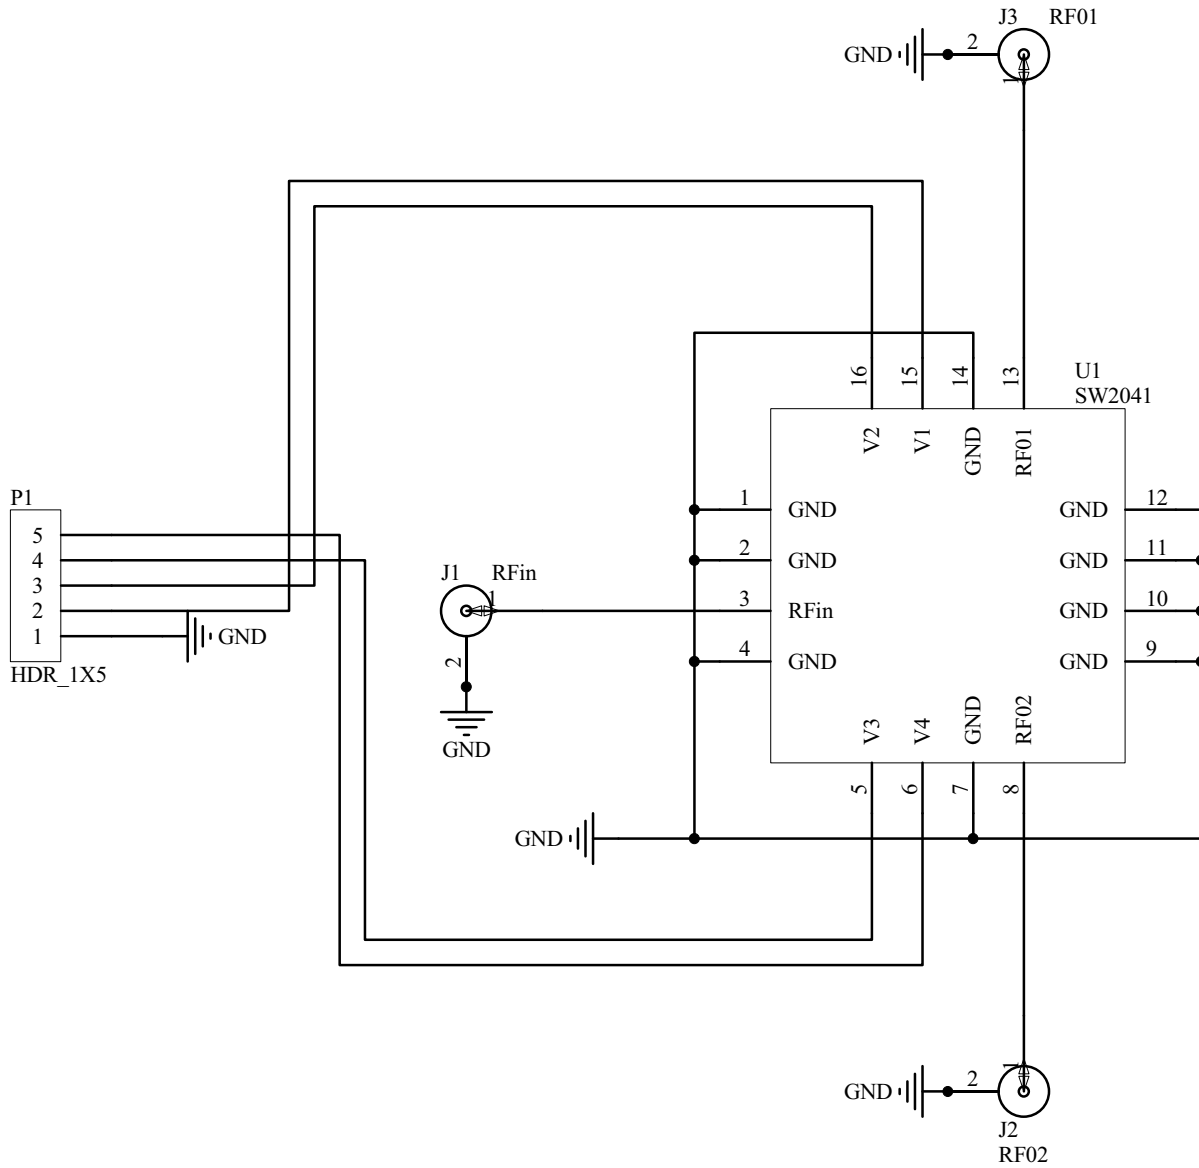 J3 RF01
GND 2
1
16 15 14 13
U1
SW2041
V2 V1 GND RF01
P1
1 GND GND 12
5
2 GND GND 11
4
J1 RFin
3
1
3 RFin GND 10
2
1 GND
2
4 GND GND 9
HDR_1X5
V3 V4 GND RF02
GND
5 6 7 8
GND
1
GND 2
J2
RF02